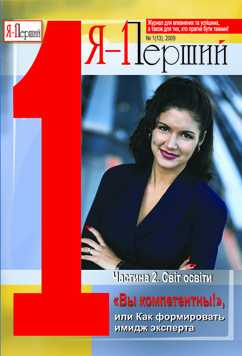 Я-Перший
Журнал для впевнених та успішних,
а також для тих, хто прагне бути таким!
№ 1(13), 2009
Я-Перший
1
Частина 2. Світ освіти
«Вы компетентны!»,
или Как формировать
имидж эксперта